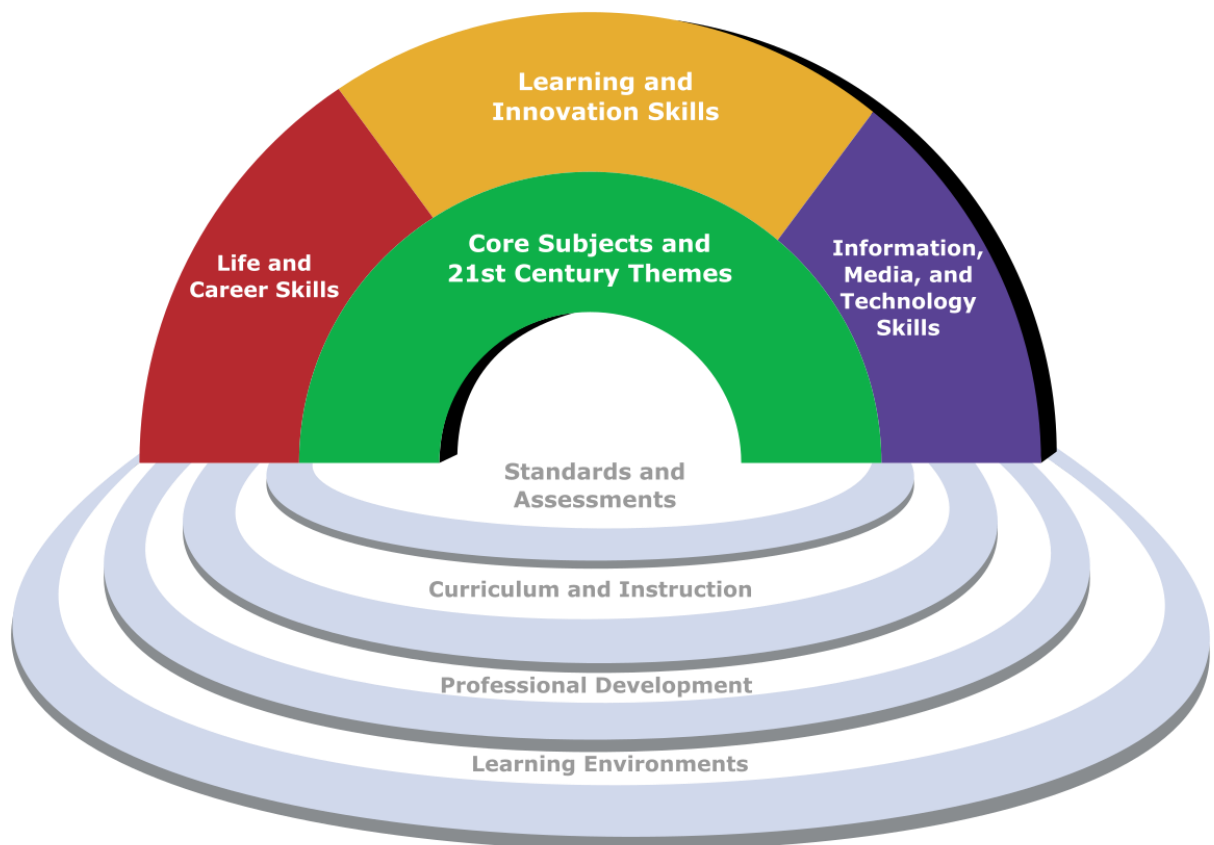 Learning and
Innovation Skills
Life and
Career Skills
Core Subjects and
21st Century Themes
Information,
Media, and
Technology
Skills
Standards and
Assessments
Curriculum and Instruction
Professional Development
Learning Environments